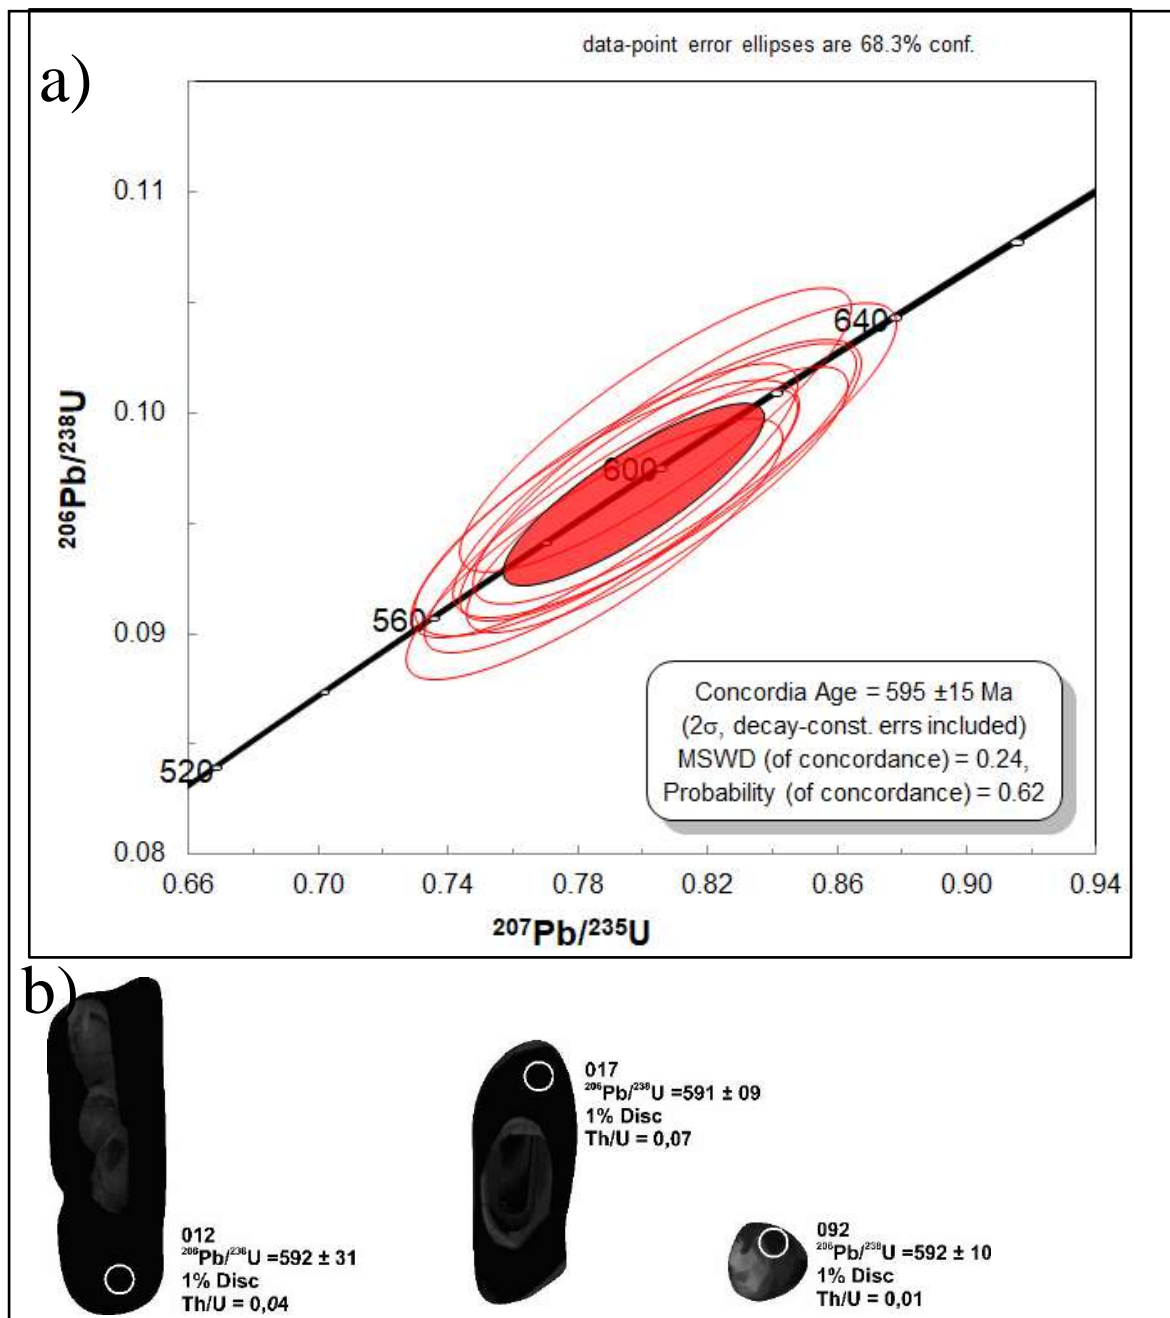 data-point error ellipses are 68.3% conf.
a)
0.11
0.10
0.09
0.08
²⁰⁶Pb/²³⁸U
640
600
560
520
Concordia Age = 595 ±15 Ma
(2σ, decay-const. errs included)
MSWD (of concordance) = 0.24,
Probability (of concordance) = 0.62
0.66 0.70 0.74 0.78 0.82 0.86 0.90 0.94
²⁰⁷Pb/²³⁵U
b)
017
²⁰⁶Pb/²³⁸U =591 ± 09
1% Disc
Th/U = 0,07
012
²⁰⁶Pb/²³⁸U =592 ± 31
1% Disc
Th/U = 0,04
092
²⁰⁶Pb/²³⁸U =592 ± 10
1% Disc
Th/U = 0,01